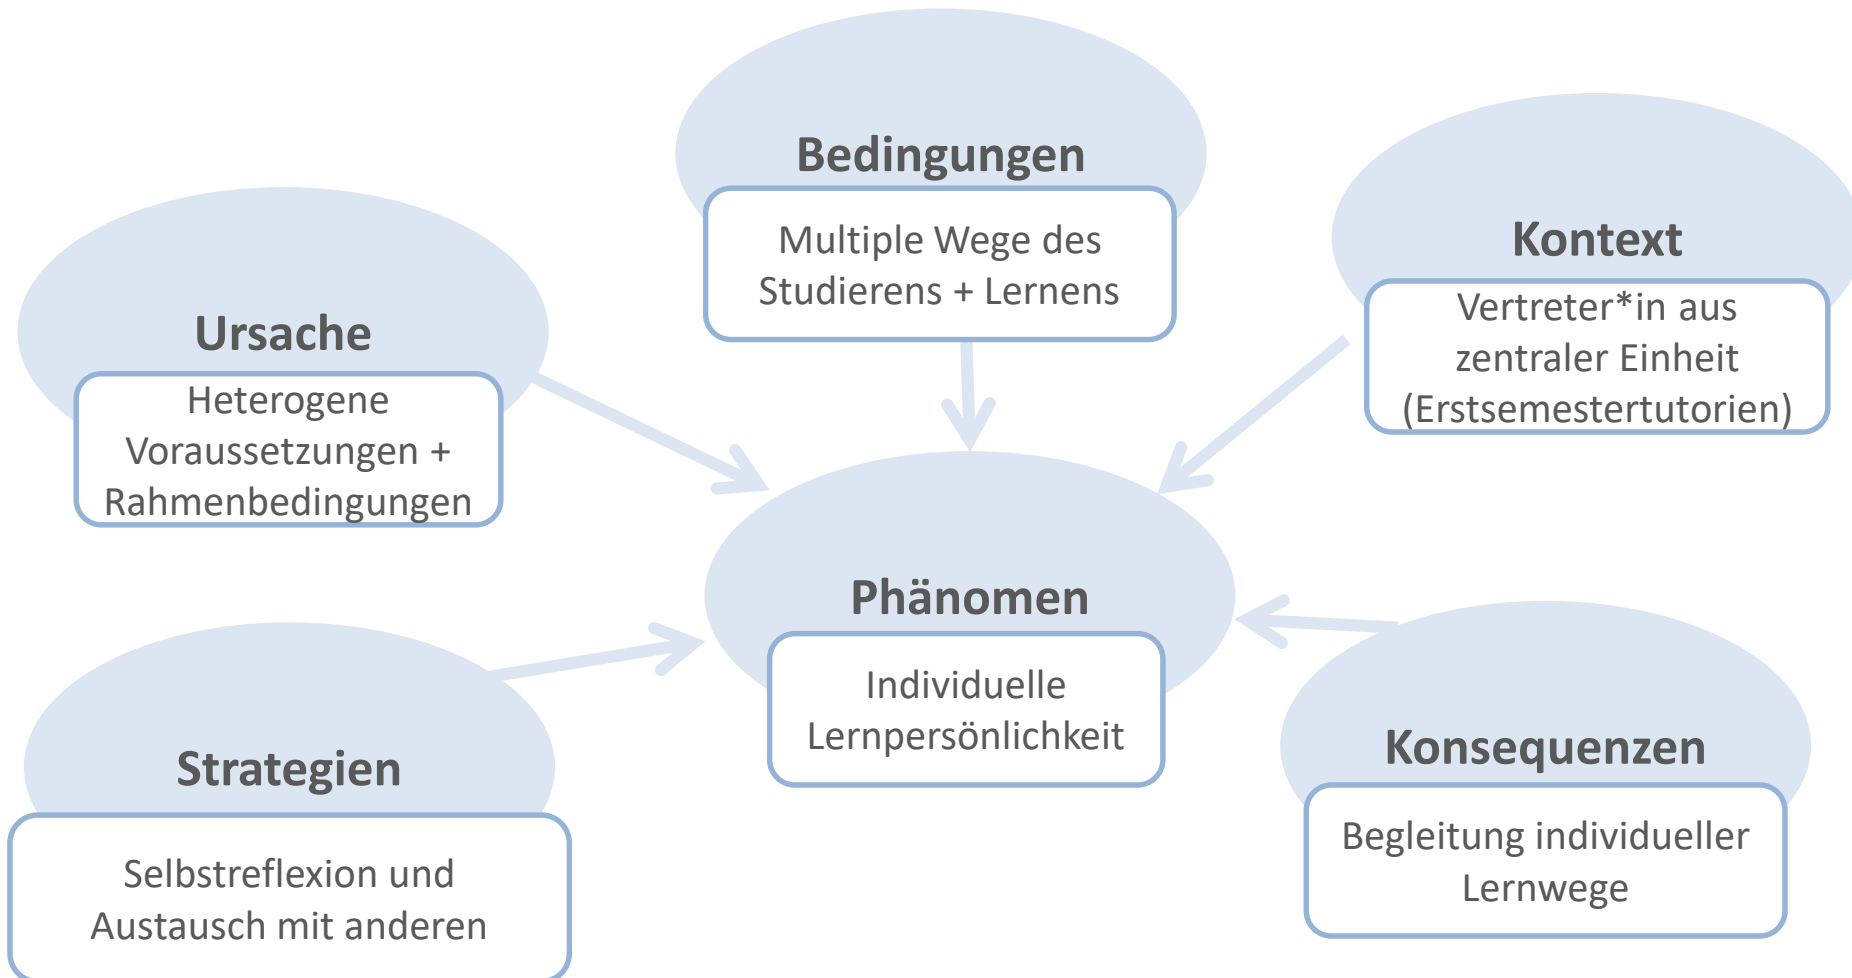 Bedingungen
Multiple Wege des
Studierens + Lernens
Kontext
Vertreter*in aus
zentraler Einheit
(Erstsemestertutorien)
Ursache
Heterogene
Voraussetzungen +
Rahmenbedingungen
Phänomen
Individuelle
Lernpersönlichkeit
Strategien
Selbstreflexion und
Austausch mit anderen
Konsequenzen
Begleitung individueller
Lernwege